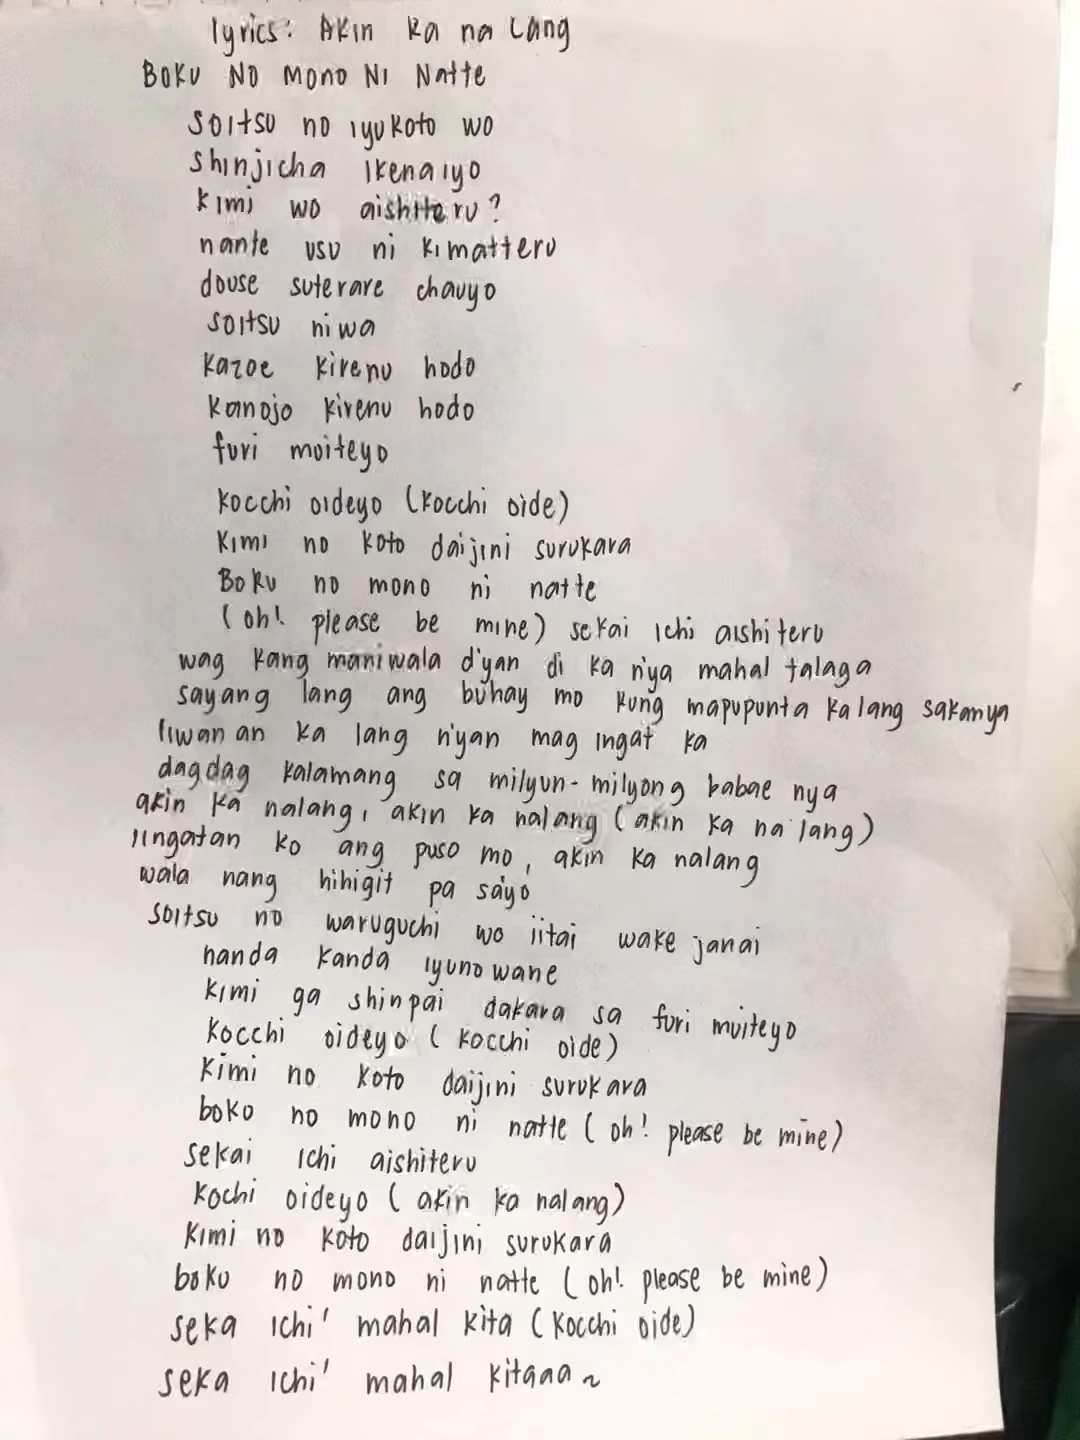 lyrics: Akin ka na lang
BOKU NO MONO NI Natte
soitsu no iyukoto wo
shinjicha ikenaiyo
kimi wo aishiteru?
nante usu ni kimatteru
douse suterare chauyo
soitsu niwa
kazoe kirenu hodo
kanojo kirenu hodo
furi muiteyo
kocchi oideyo (kocchi oide)
kimi no koto daijini surukara
Boku no mono ni natte
(oh! please be mine) sekai ichi aishiteru
wag kang maniwala d'yan di ka n'ya mahal talaga
sayang lang ang buhay mo kung mapupunta ka lang sakanya
liwanan ka lang n'yan mag ingat ka
dagdag kalamang sa milyun-milyong babae nya
akin ka nalang, akin ka nalang (akin ka na lang)
iingatan ko ang puso mo, akin ka nalang
wala nang hihigit pa sa'yo
soitsu no waruguchi wo iitai wake janai
nanda kanda iyuno wane
kimi ga shinpai dakara sa furi muiteyo
kocchi oideyo (kocchi oide)
kimi no koto daijini surukara
boko no mono ni natte (oh! please be mine)
sekai ichi aishiteru
kochi oideyo (akin ka nalang)
kimi no koto daijini surukara
boku no mono ni natte (oh! please be mine)
seka ichi' mahal kita (kocchi oide)
seka ichi' mahal kitaaa ~